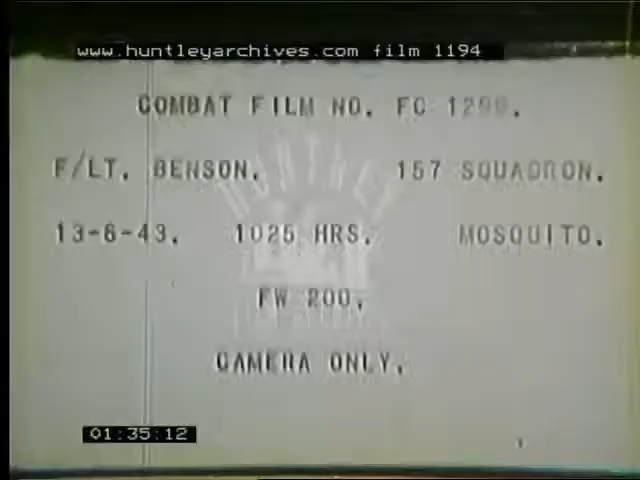 www.huntleyarchives.com film 1194
COMBAT FILM NO. FC
F/LT. BENSON. 157 SQUADRON.
13-6-43. 1025 HRS. MOSQUITO.
FW 200.
CAMERA ONLY.
01:35:12